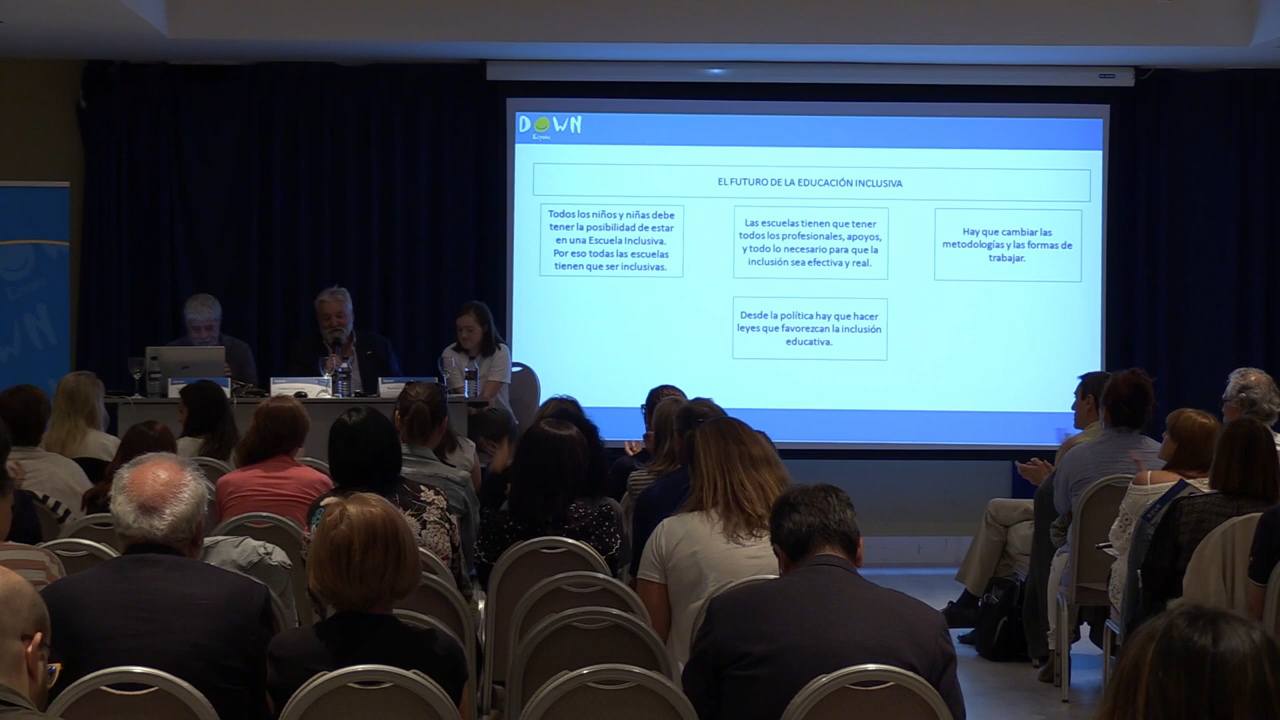 DOWN
España
EL FUTURO DE LA EDUCACIÓN INCLUSIVA
Todos los niños y niñas debe
tener la posibilidad de estar
en una Escuela Inclusiva.
Por eso todas las escuelas
tienen que ser inclusivas.
Las escuelas tienen que tener
todos los profesionales, apoyos,
y todo lo necesario para que la
inclusión sea efectiva y real.
Hay que cambiar las
metodologías y las formas de
trabajar.
Desde la política hay que hacer
leyes que favorezcan la inclusión
educativa.